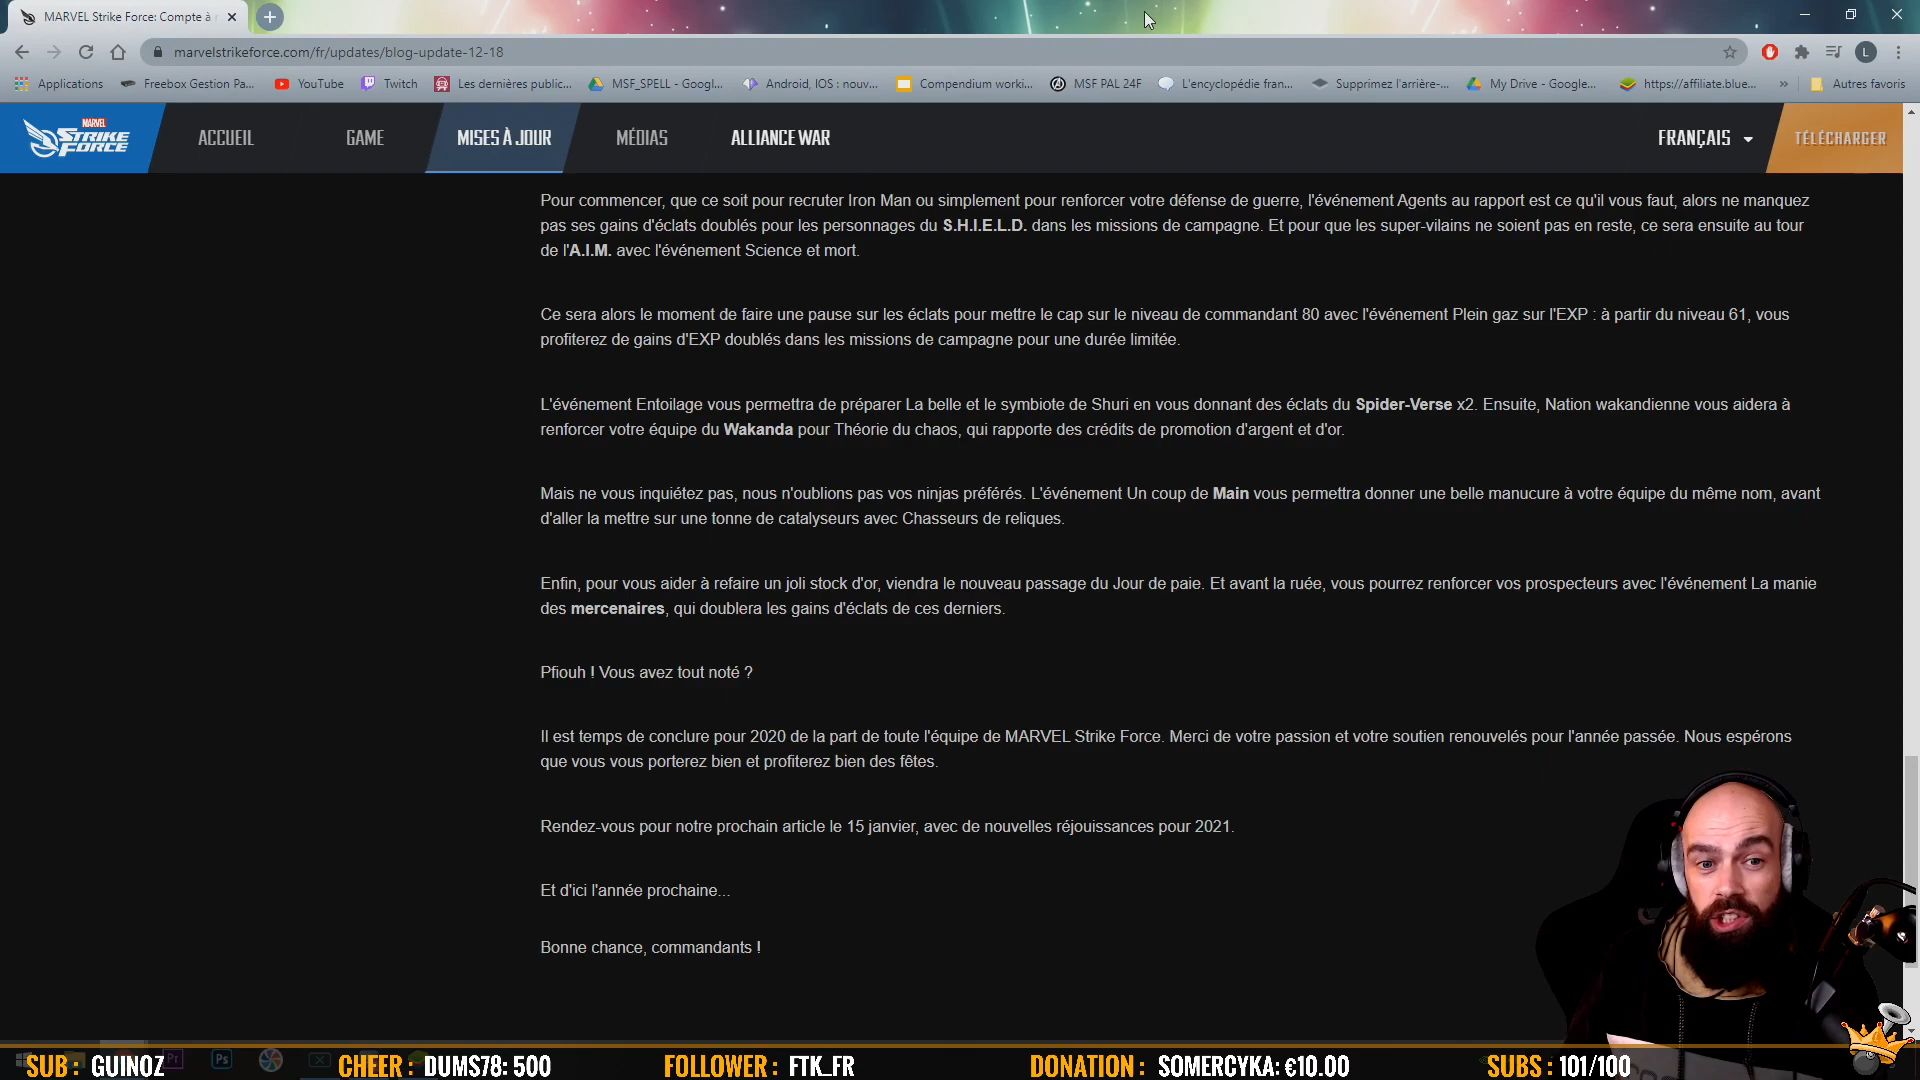 MARVEL Strike Force: Compte à r
marvelstrikeforce.com/fr/updates/blog-update-12-18
Applications Freebox Gestion Pa... YouTube Twitch Les dernières public... MSF_SPELL - Googl... Android, IOS : nouv... Compendium worki... MSF PAL 24F L'encyclopédie fran... Supprimez l'arrière-... My Drive - Google... https://affiliate.blue... » Autres favoris
MARVEL STRIKE FORCE ACCUEIL GAME MISES À JOUR MÉDIAS ALLIANCE WAR FRANÇAIS TÉLÉCHARGER
Pour commencer, que ce soit pour recruter Iron Man ou simplement pour renforcer votre défense de guerre, l'événement Agents au rapport est ce qu'il vous faut, alors ne manquez
pas ses gains d'éclats doublés pour les personnages du S.H.I.E.L.D. dans les missions de campagne. Et pour que les super-vilains ne soient pas en reste, ce sera ensuite au tour
de l'A.I.M. avec l'événement Science et mort.
Ce sera alors le moment de faire une pause sur les éclats pour mettre le cap sur le niveau de commandant 80 avec l'événement Plein gaz sur l'EXP : à partir du niveau 61, vous
profiterez de gains d'EXP doublés dans les missions de campagne pour une durée limitée.
L'événement Entoilage vous permettra de préparer La belle et le symbiote de Shuri en vous donnant des éclats du Spider-Verse x2. Ensuite, Nation wakandienne vous aidera à
renforcer votre équipe du Wakanda pour Théorie du chaos, qui rapporte des crédits de promotion d'argent et d'or.
Mais ne vous inquiétez pas, nous n'oublions pas vos ninjas préférés. L'événement Un coup de Main vous permettra donner une belle manucure à votre équipe du même nom, avant
d'aller la mettre sur une tonne de catalyseurs avec Chasseurs de reliques.
Enfin, pour vous aider à refaire un joli stock d'or, viendra le nouveau passage du Jour de paie. Et avant la ruée, vous pourrez renforcer vos prospecteurs avec l'événement La manie
des mercenaires, qui doublera les gains d'éclats de ces derniers.
Pfiouh ! Vous avez tout noté ?
Il est temps de conclure pour 2020 de la part de toute l'équipe de MARVEL Strike Force. Merci de votre passion et votre soutien renouvelés pour l'année passée. Nous espérons
que vous vous porterez bien et profiterez bien des fêtes.
Rendez-vous pour notre prochain article le 15 janvier, avec de nouvelles réjouissances pour 2021.
Et d'ici l'année prochaine...
Bonne chance, commandants !
Pr Ps
SUB : GUINOZ CHEER : DUMS78: 500 FOLLOWER : FTK_FR DONATION : SOMERCYKA: €10.00 SUBS : 101/100